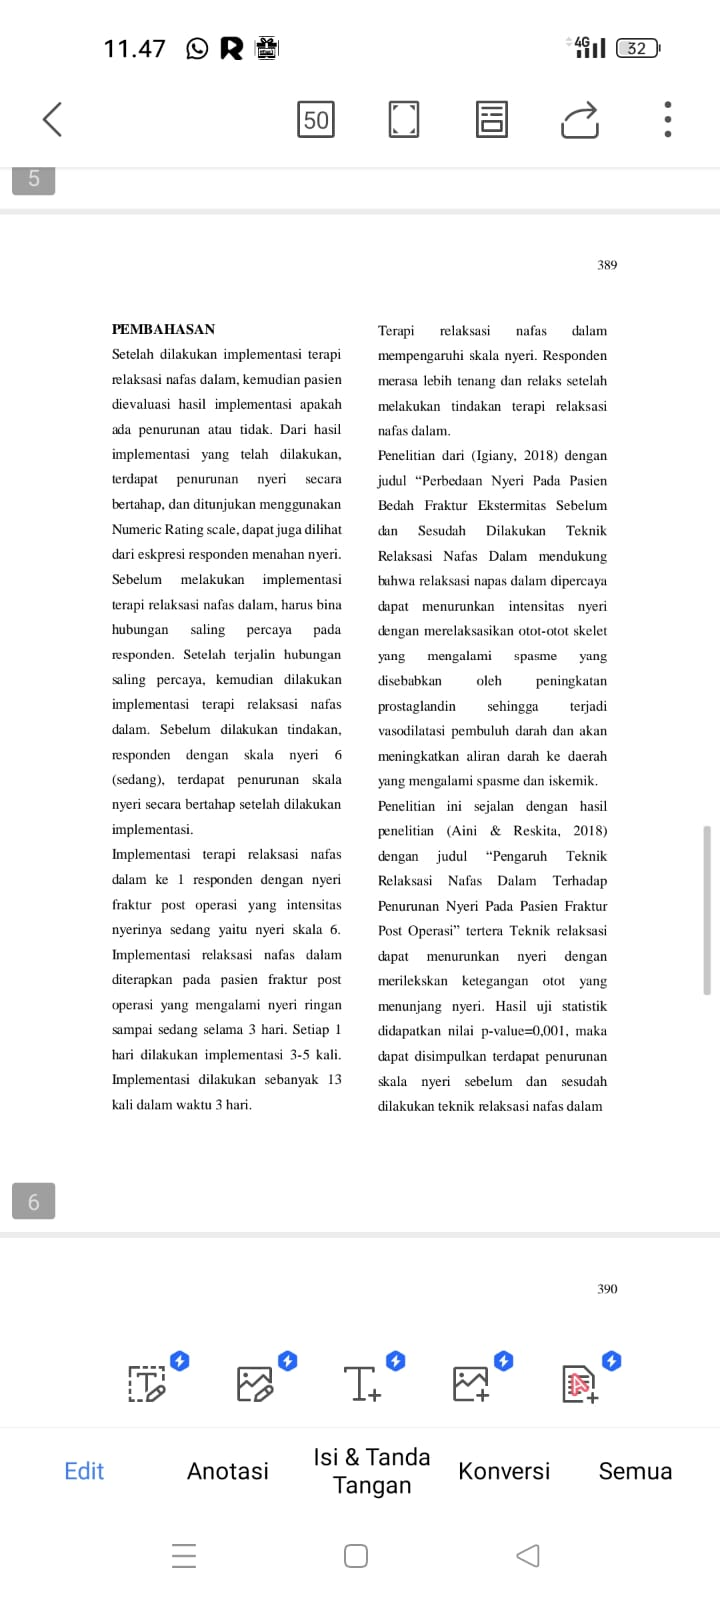 11.47
4G
32
50
5
389
PEMBAHASAN
Setelah dilakukan implementasi terapi
relaksasi nafas dalam, kemudian pasien
dievaluasi hasil implementasi apakah
ada penurunan atau tidak. Dari hasil
implementasi yang telah dilakukan,
terdapat penurunan nyeri secara
bertahap, dan ditunjukan menggunakan
Numeric Rating scale, dapat juga dilihat
dari eskpresi responden menahan nyeri.
Sebelum melakukan implementasi
terapi relaksasi nafas dalam, harus bina
hubungan saling percaya pada
responden. Setelah terjalin hubungan
saling percaya, kemudian dilakukan
implementasi terapi relaksasi nafas
dalam. Sebelum dilakukan tindakan,
responden dengan skala nyeri 6
(sedang), terdapat penurunan skala
nyeri secara bertahap setelah dilakukan
implementasi.
Implementasi terapi relaksasi nafas
dalam ke 1 responden dengan nyeri
fraktur post operasi yang intensitas
nyerinya sedang yaitu nyeri skala 6.
Implementasi relaksasi nafas dalam
diterapkan pada pasien fraktur post
operasi yang mengalami nyeri ringan
sampai sedang selama 3 hari. Setiap 1
hari dilakukan implementasi 3-5 kali.
Implementasi dilakukan sebanyak 13
kali dalam waktu 3 hari.
Terapi relaksasi nafas dalam
mempengaruhi skala nyeri. Responden
merasa lebih tenang dan relaks setelah
melakukan tindakan terapi relaksasi
nafas dalam.
Penelitian dari (Igiany, 2018) dengan
judul “Perbedaan Nyeri Pada Pasien
Bedah Fraktur Ekstermitas Sebelum
dan Sesudah Dilakukan Teknik
Relaksasi Nafas Dalam mendukung
bahwa relaksasi napas dalam dipercaya
dapat menurunkan intensitas nyeri
dengan merelaksasikan otot-otot skelet
yang mengalami spasme yang
disebabkan oleh peningkatan
prostaglandin sehingga terjadi
vasodilatasi pembuluh darah dan akan
meningkatkan aliran darah ke daerah
yang mengalami spasme dan iskemik.
Penelitian ini sejalan dengan hasil
penelitian (Aini & Reskita, 2018)
dengan judul “Pengaruh Teknik
Relaksasi Nafas Dalam Terhadap
Penurunan Nyeri Pada Pasien Fraktur
Post Operasi” tertera Teknik relaksasi
dapat menurunkan nyeri dengan
merilekskan ketegangan otot yang
menunjang nyeri. Hasil uji statistik
didapatkan nilai p-value=0,001, maka
dapat disimpulkan terdapat penurunan
skala nyeri sebelum dan sesudah
dilakukan teknik relaksasi nafas dalam
6
390
Edit
Anotasi
Isi & Tanda
Tangan
Konversi
Semua